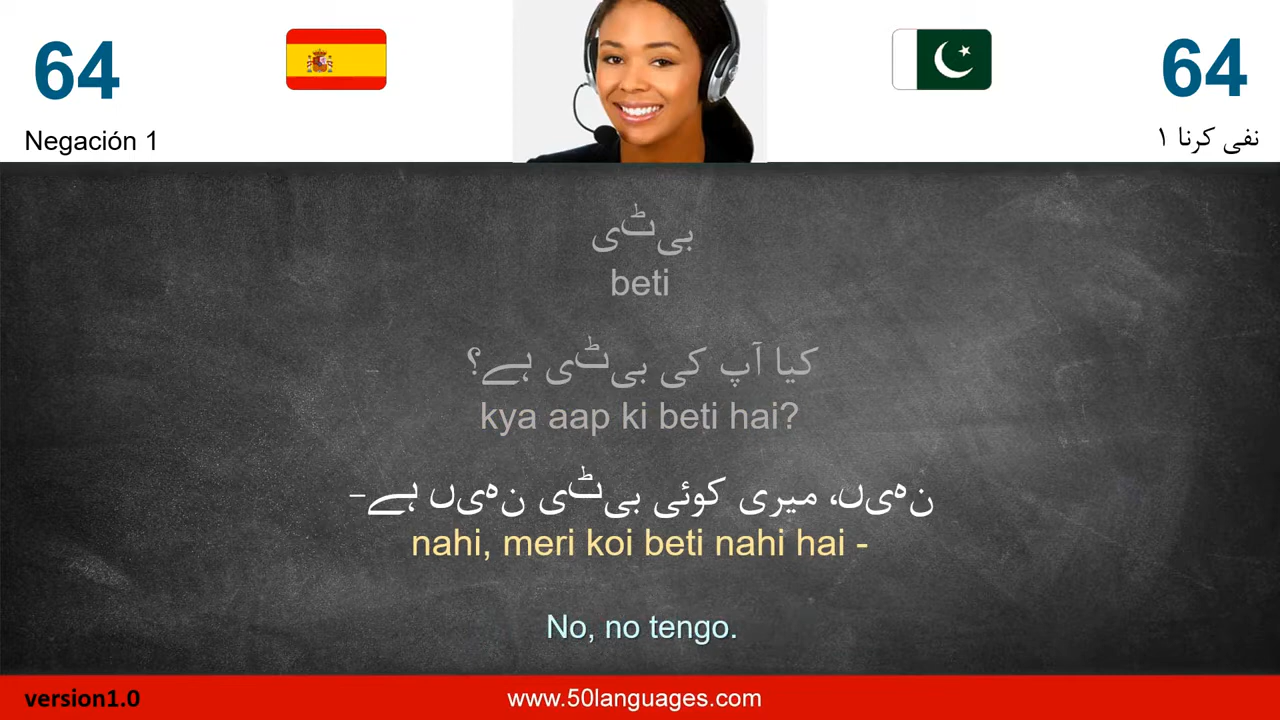 64
64
Negación 1
نفی کرنا ۱
بیٹی
beti
کیا آپ کی بیٹی ہے؟
kya aap ki beti hai?
نہیں، میری کوئی بیٹی نہیں ہے-
nahi, meri koi beti nahi hai -
No, no tengo.
version1.0
www.50languages.com